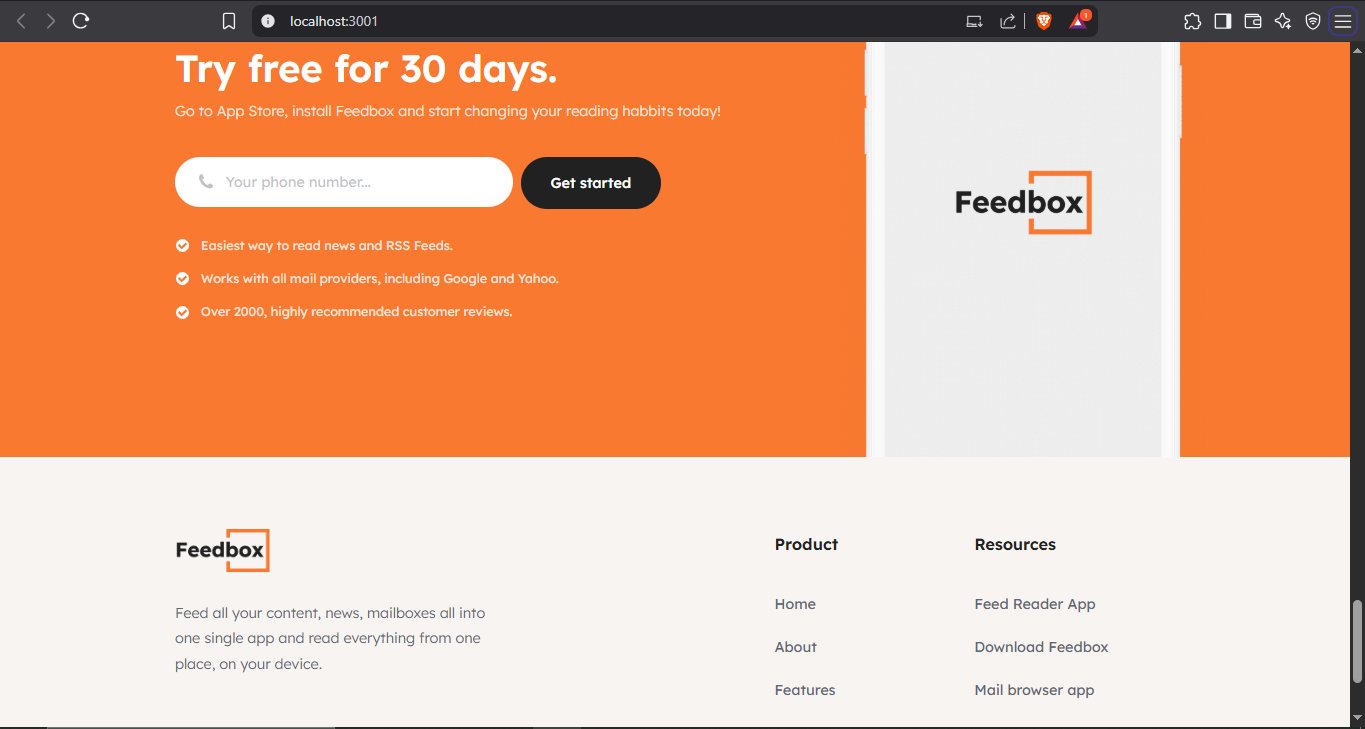 localhost:3001
1
Try free for 30 days.
Go to App Store, install Feedbox and start changing your reading habbits today!
Your phone number...
Get started
Easiest way to read news and RSS Feeds.
Works with all mail providers, including Google and Yahoo.
Over 2000, highly recommended customer reviews.
Feedbox
Feedbox
Feed all your content, news, mailboxes all into
one single app and read everything from one
place, on your device.
Product
Home
About
Features
Resources
Feed Reader App
Download Feedbox
Mail browser app